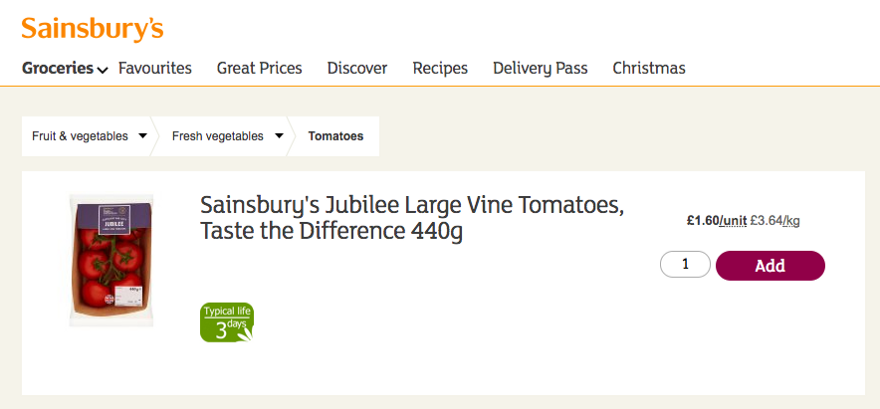 Sainsbury's
Groceries Favourites Great Prices Discover Recipes Delivery Pass Christmas
Fruit & vegetables Fresh vegetables Tomatoes
Sainsbury's Jubilee Large Vine Tomatoes,
Taste the Difference 440g
£1.60/unit £3.64/kg
1 Add
JUBILEE
Typical life
3 days